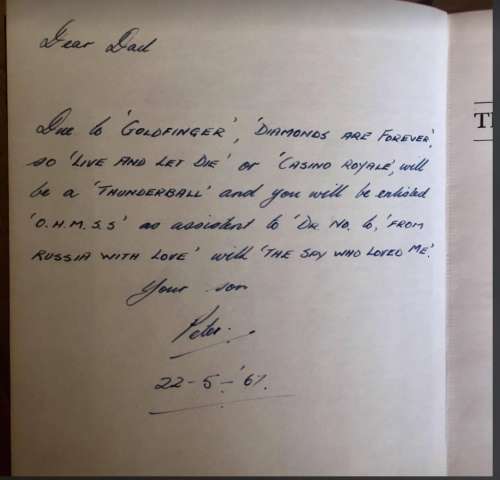 Dear Dad
Due to 'GOLDFINGER', 'DIAMONDS ARE FOREVER',
so 'LIVE AND LET DIE' or 'CASINO ROYALE', will
be a 'THUNDERBALL' and you will be enlisted
'O.H.M.S.S' as assistant to 'DR. NO. to, 'FROM
RUSSIA WITH LOVE' with 'THE SPY WHO LOVED ME'.
Your son
Peter.
22-5-'67.